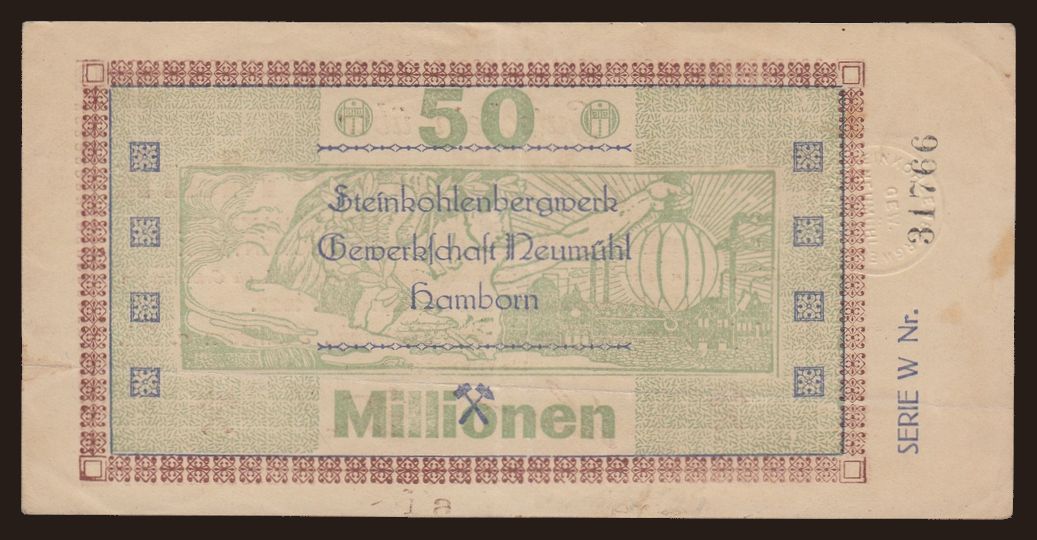 50
Steinkohlenbergwerk
Gewerkschaft Neumühl
Hamborn
Millionen
SERIE W Nr. 31766